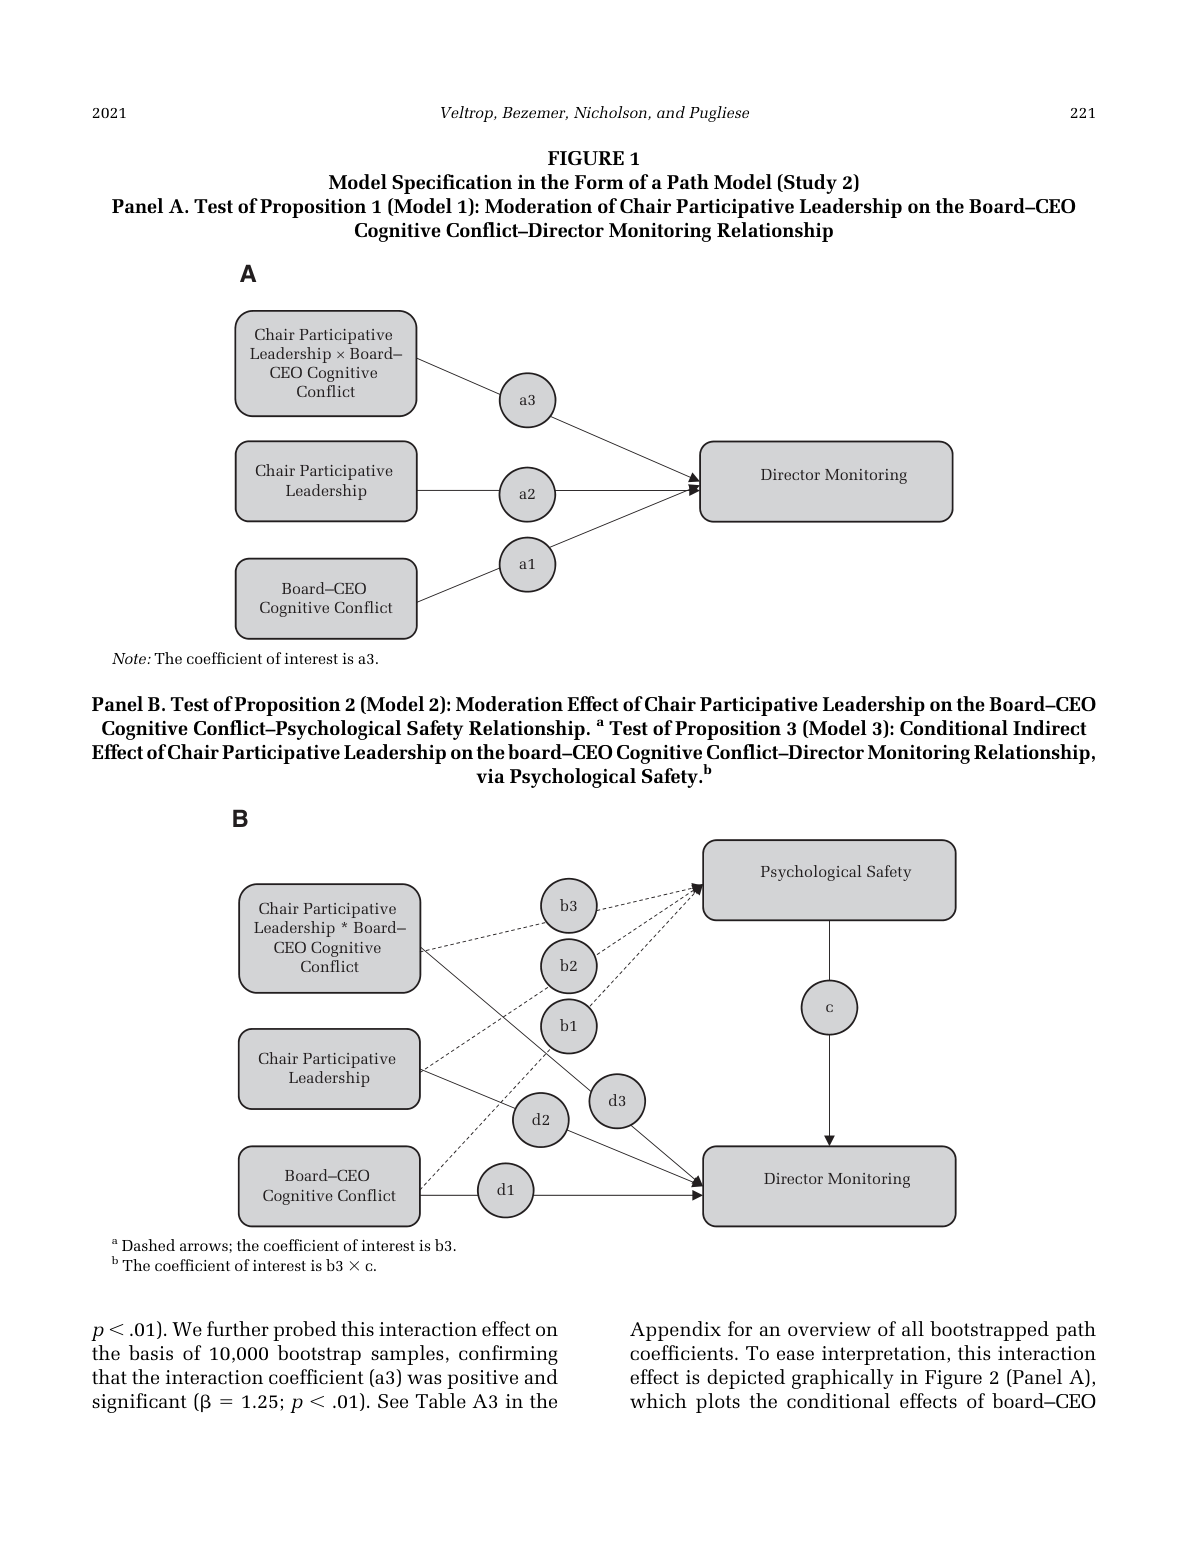 2021
Veltrop, Bezemer, Nicholson, and Pugliese
221
FIGURE 1
Model Specification in the Form of a Path Model (Study 2)
Panel A. Test of Proposition 1 (Model 1): Moderation of Chair Participative Leadership on the Board–CEO
Cognitive Conflict–Director Monitoring Relationship
A
Chair Participative
Leadership × Board–
CEO Cognitive
Conflict
a3
Chair Participative
Leadership
a2
Director Monitoring
a1
Board–CEO
Cognitive Conflict
Note: The coefficient of interest is a3.
Panel B. Test of Proposition 2 (Model 2): Moderation Effect of Chair Participative Leadership on the Board–CEO
Cognitive Conflict–Psychological Safety Relationship. a Test of Proposition 3 (Model 3): Conditional Indirect
Effect of Chair Participative Leadership on the board–CEO Cognitive Conflict–Director Monitoring Relationship,
via Psychological Safety.b
B
Psychological Safety
Chair Participative
Leadership * Board–
CEO Cognitive
Conflict
b3
b2
b1
c
Chair Participative
Leadership
d3
d2
Board–CEO
Cognitive Conflict
d1
Director Monitoring
a Dashed arrows; the coefficient of interest is b3.
b The coefficient of interest is b3 × c.
p < .01). We further probed this interaction effect on
the basis of 10,000 bootstrap samples, confirming
that the interaction coefficient (a3) was positive and
significant (β = 1.25; p < .01). See Table A3 in the
Appendix for an overview of all bootstrapped path
coefficients. To ease interpretation, this interaction
effect is depicted graphically in Figure 2 (Panel A),
which plots the conditional effects of board–CEO